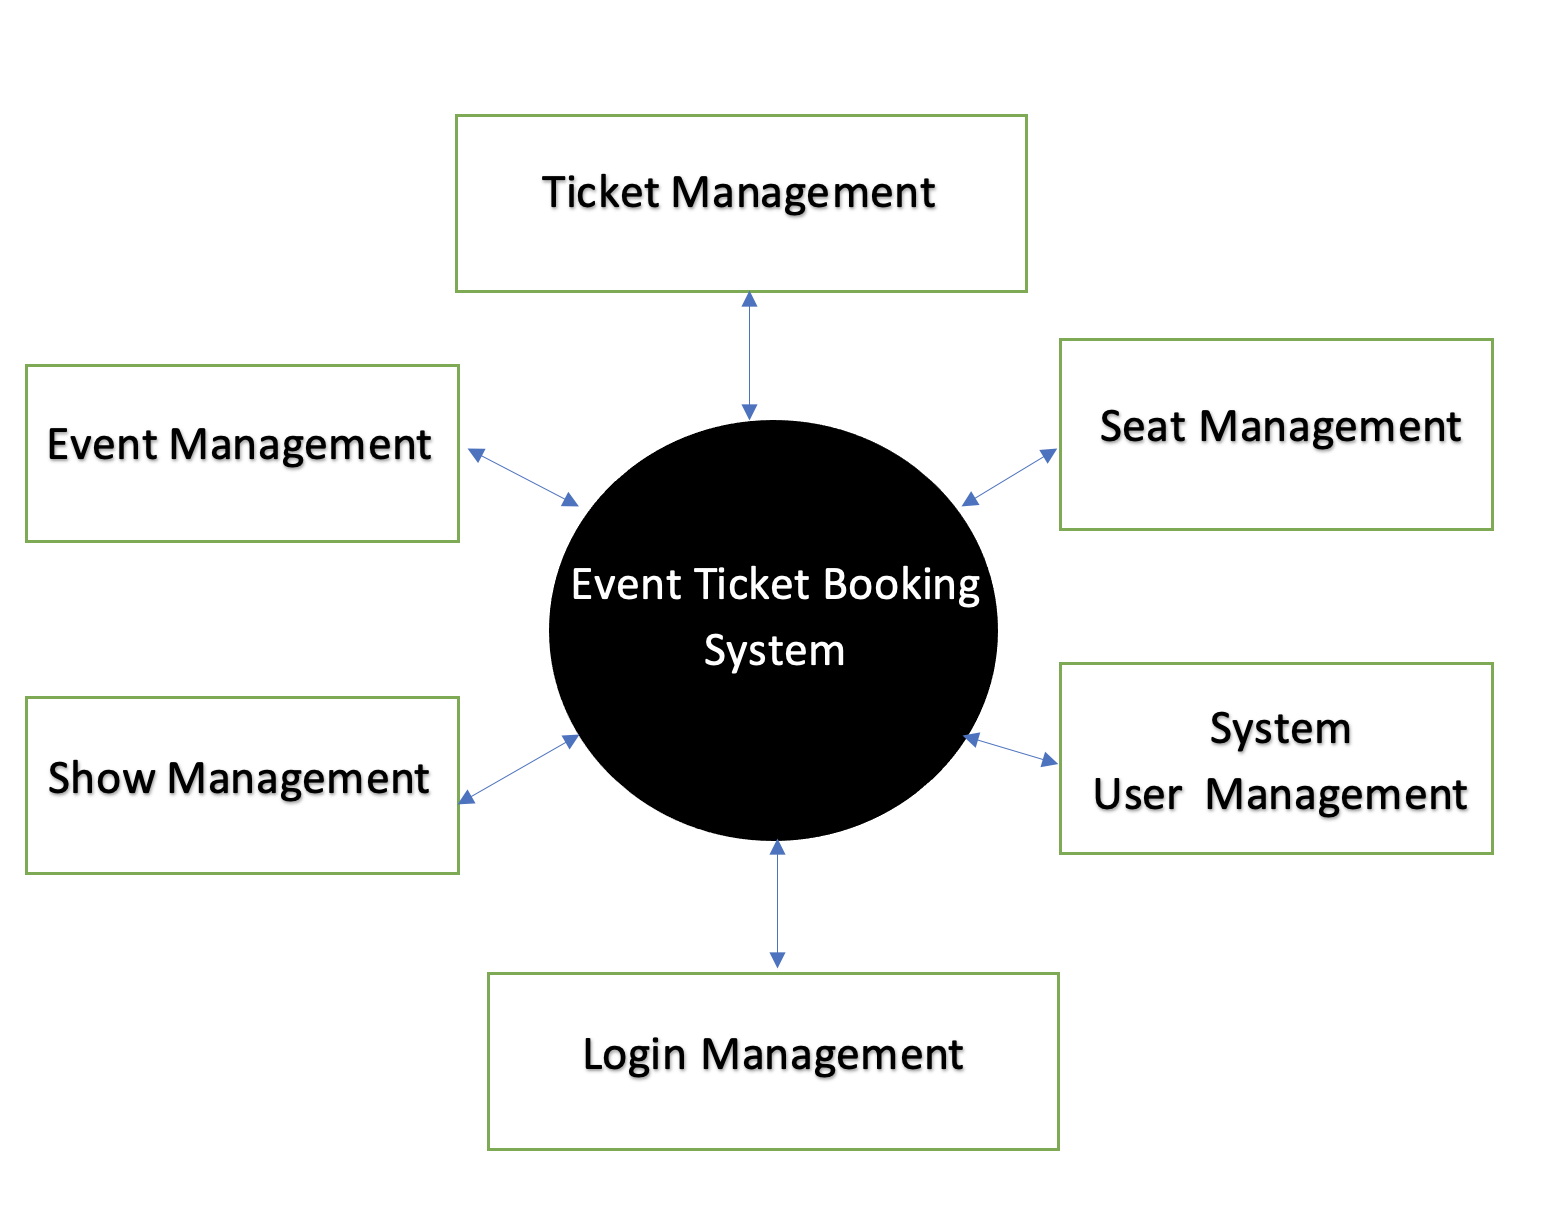 Ticket Management
Event Management
Seat Management
Event Ticket Booking
System
Show Management
System
User  Management
Login Management